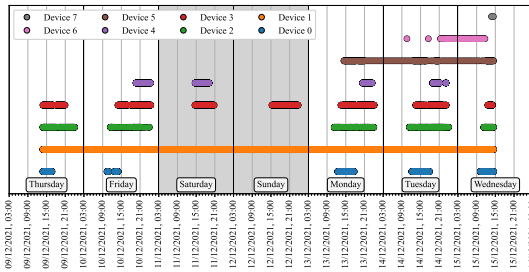 Device 7
Device 5
Device 3
Device 1
Device 6
Device 4
Device 2
Device 0
Thursday
Friday
Saturday
Sunday
Monday
Tuesday
Wednesday
09/12/2021, 03:00
09/12/2021, 09:00
09/12/2021, 15:00
09/12/2021, 21:00
10/12/2021, 03:00
10/12/2021, 09:00
10/12/2021, 15:00
10/12/2021, 21:00
11/12/2021, 03:00
11/12/2021, 09:00
11/12/2021, 15:00
11/12/2021, 21:00
12/12/2021, 03:00
12/12/2021, 09:00
12/12/2021, 15:00
12/12/2021, 21:00
13/12/2021, 03:00
13/12/2021, 09:00
13/12/2021, 15:00
13/12/2021, 21:00
14/12/2021, 03:00
14/12/2021, 09:00
14/12/2021, 15:00
14/12/2021, 21:00
15/12/2021, 03:00
15/12/2021, 09:00
15/12/2021, 15:00
15/12/2021, 21:00